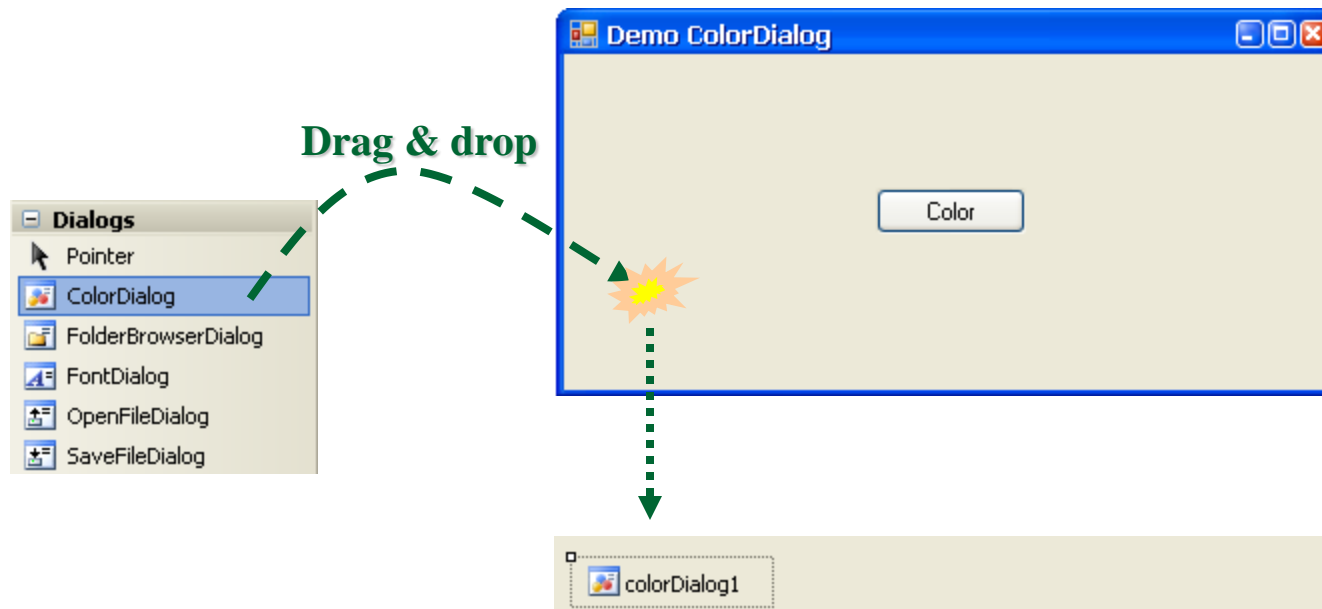 Demo ColorDialog
Drag & drop
Color
Dialogs
Pointer
ColorDialog
FolderBrowserDialog
FontDialog
OpenFileDialog
SaveFileDialog
colorDialog1